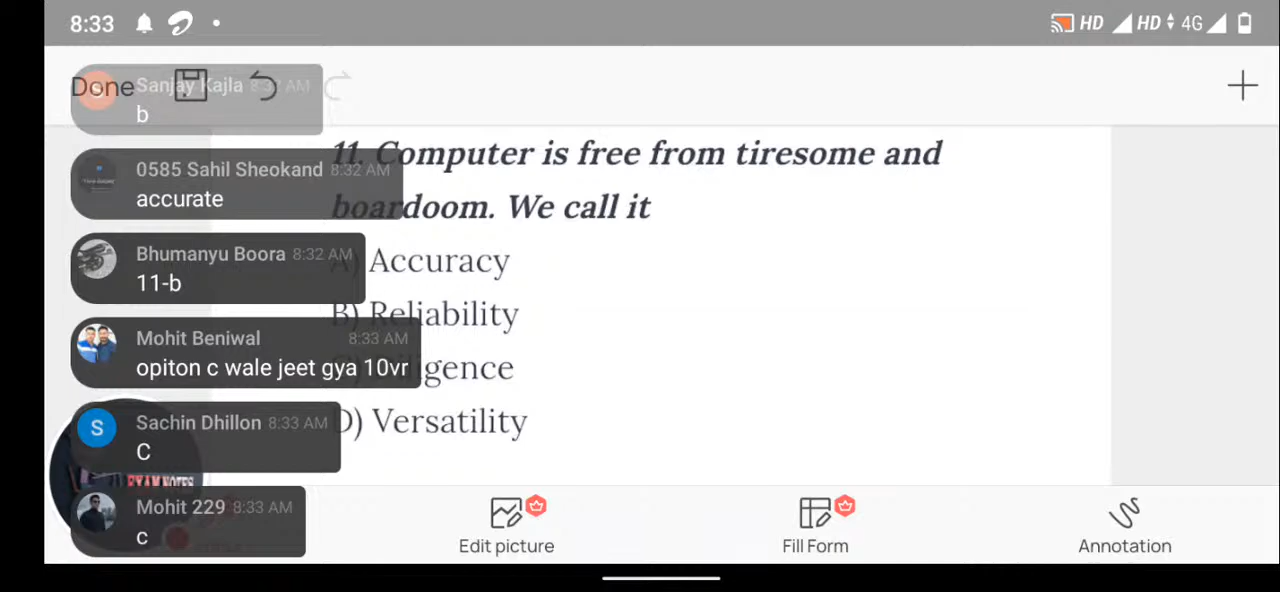 8:33 HD HD 4G
Done
Sanjay Kajla 8:32 AM
b
0585 Sahil Sheokand 8:32 AM
accurate
Bhumanyu Boora 8:32 AM
11-b
Mohit Beniwal 8:33 AM
opiton c wale jeet gya 10vr
Sachin Dhillon 8:33 AM
S
C
Mohit 229 8:33 AM
c
11. Computer is free from tiresome and
boardoom. We call it
A) Accuracy
B) Reliability
C) Diligence
D) Versatility
EXAM NOTES
Edit picture
Fill Form
Annotation